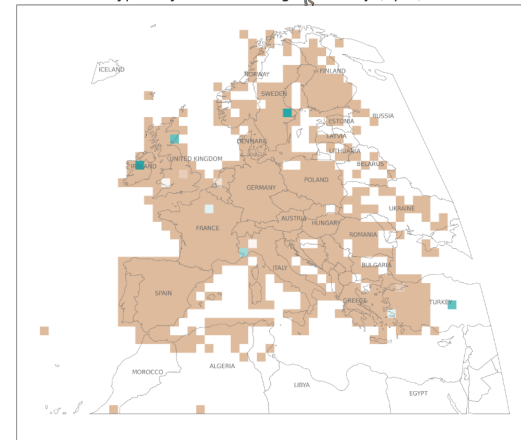 ICELAND
NORWAY
FINLAND
SWEDEN
RUSSIA
ESTONIA
LATVIA
DENMARK
LITHUANIA
UNITED KINGDOM
BELARUS
IRELAND
POLAND
GERMANY
UKRAINE
AUSTRIA
HUNGARY
FRANCE
ROMANIA
BULGARIA
ITALY
SPAIN
GREECE
TURKEY
ALGERIA
MOROCCO
LIBYA
EGYPT